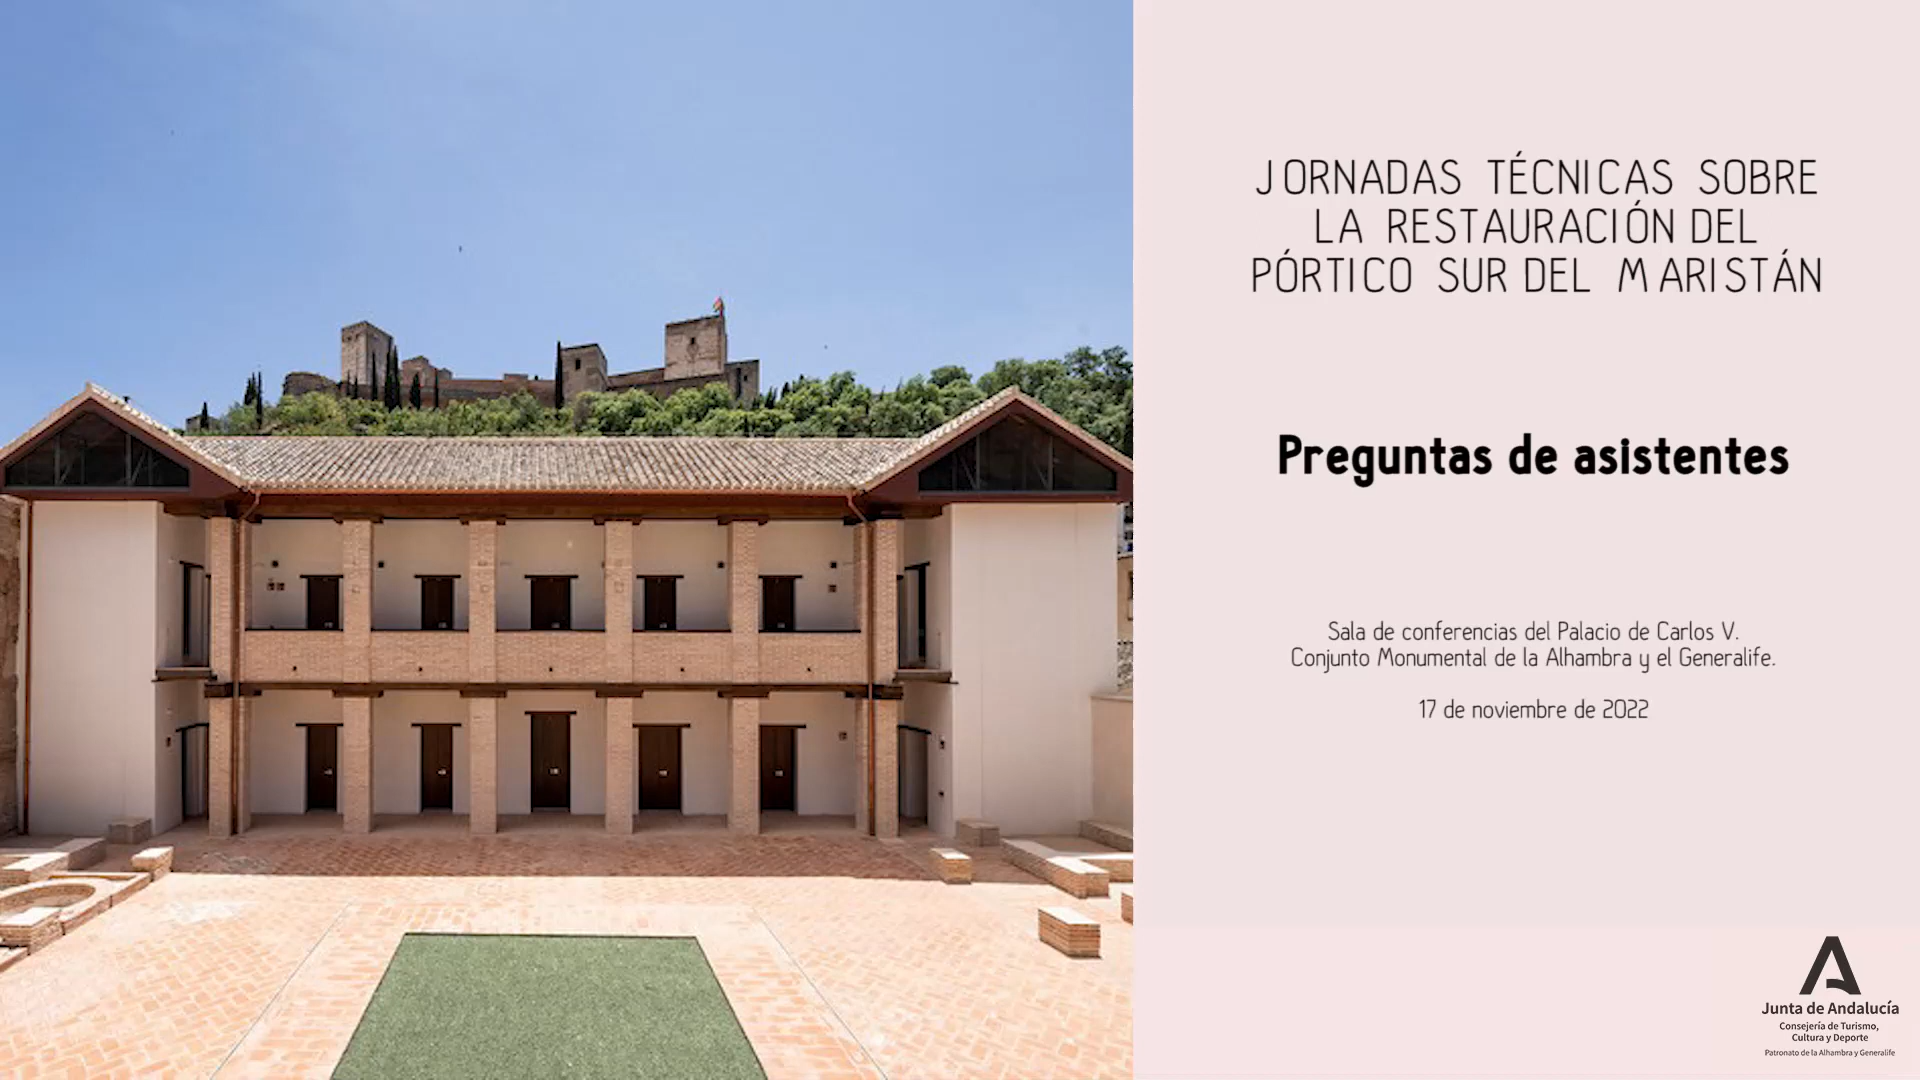 JORNADAS TÉCNICAS SOBRE
LA RESTAURACIÓN DEL
PÓRTICO SUR DEL MARISTÁN
Preguntas de asistentes
Sala de conferencias del Palacio de Carlos V.
Conjunto Monumental de la Alhambra y el Generalife.
17 de noviembre de 2022
Junta de Andalucía
Consejería de Turismo,
Cultura y Deporte
Patronato de la Alhambra y Generalife